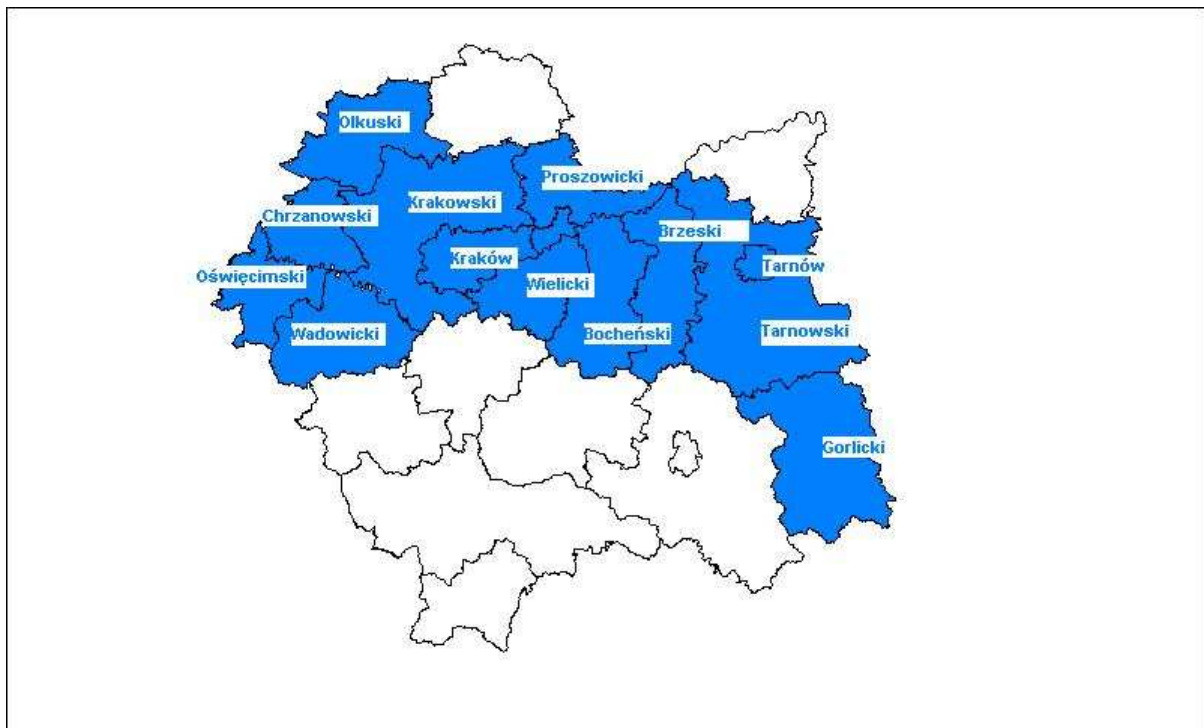 Olkuski
Proszowicki
Krakowski
Chrzanowski
Brzeski
Kraków
Tarnów
Oświęcimski
Wielicki
Wadowicki
Bocheński
Tarnowski
Gorlicki